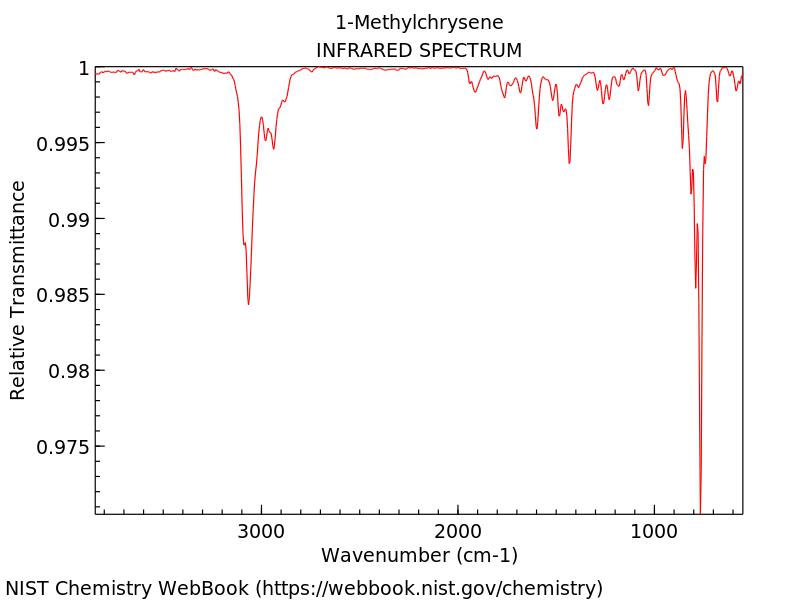 1-Methylchrysene
INFRARED SPECTRUM
1
0.995
0.99
0.985
0.98
0.975
Relative Transmittance
3000 2000 1000
Wavenumber (cm-1)
NIST Chemistry WebBook (https://webbook.nist.gov/chemistry)